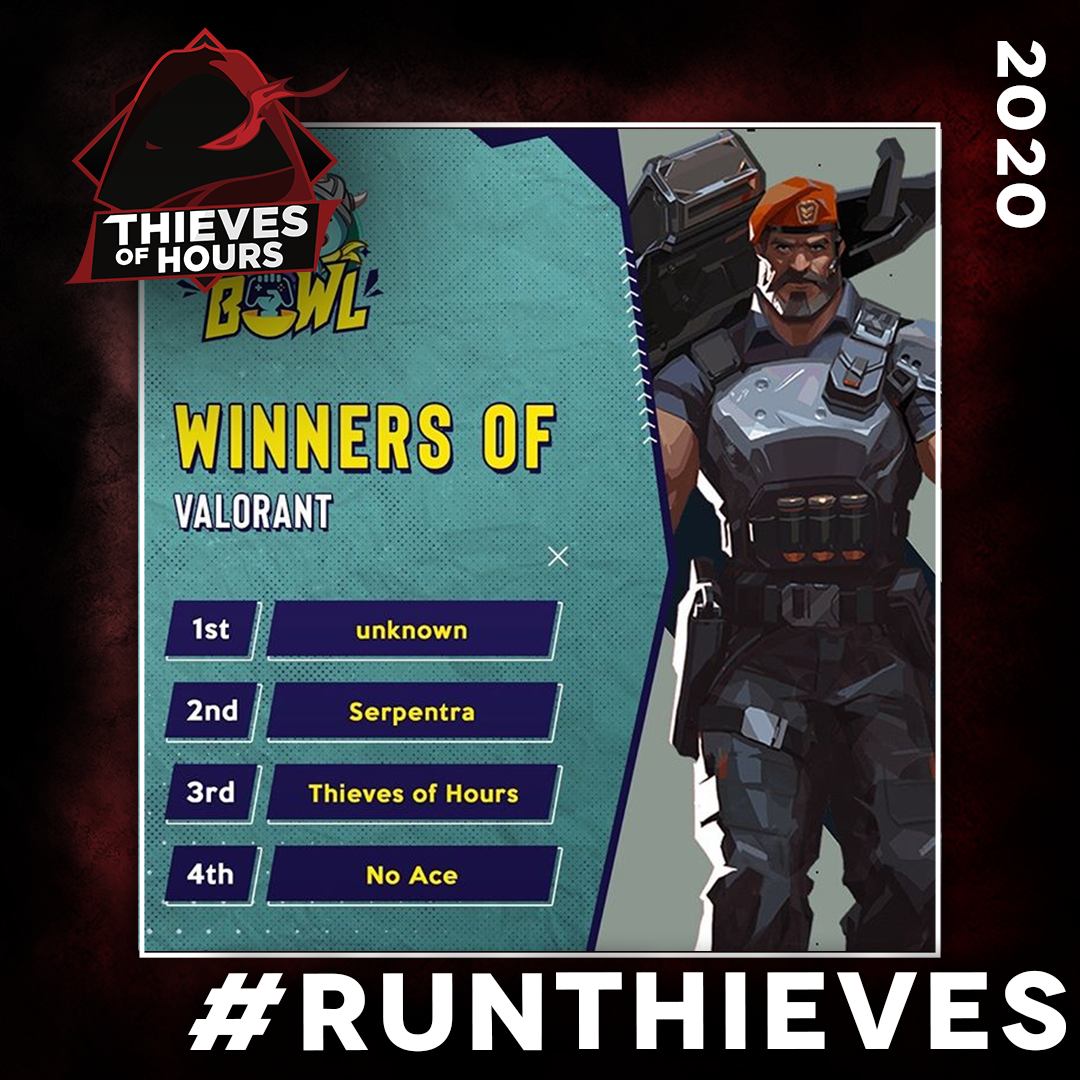 THIEVES
OF HOURS
2020
BOWL
WINNERS OF
VALORANT
1st unknown
2nd Serpentra
3rd Thieves of Hours
4th No Ace
#RUNTHIEVES